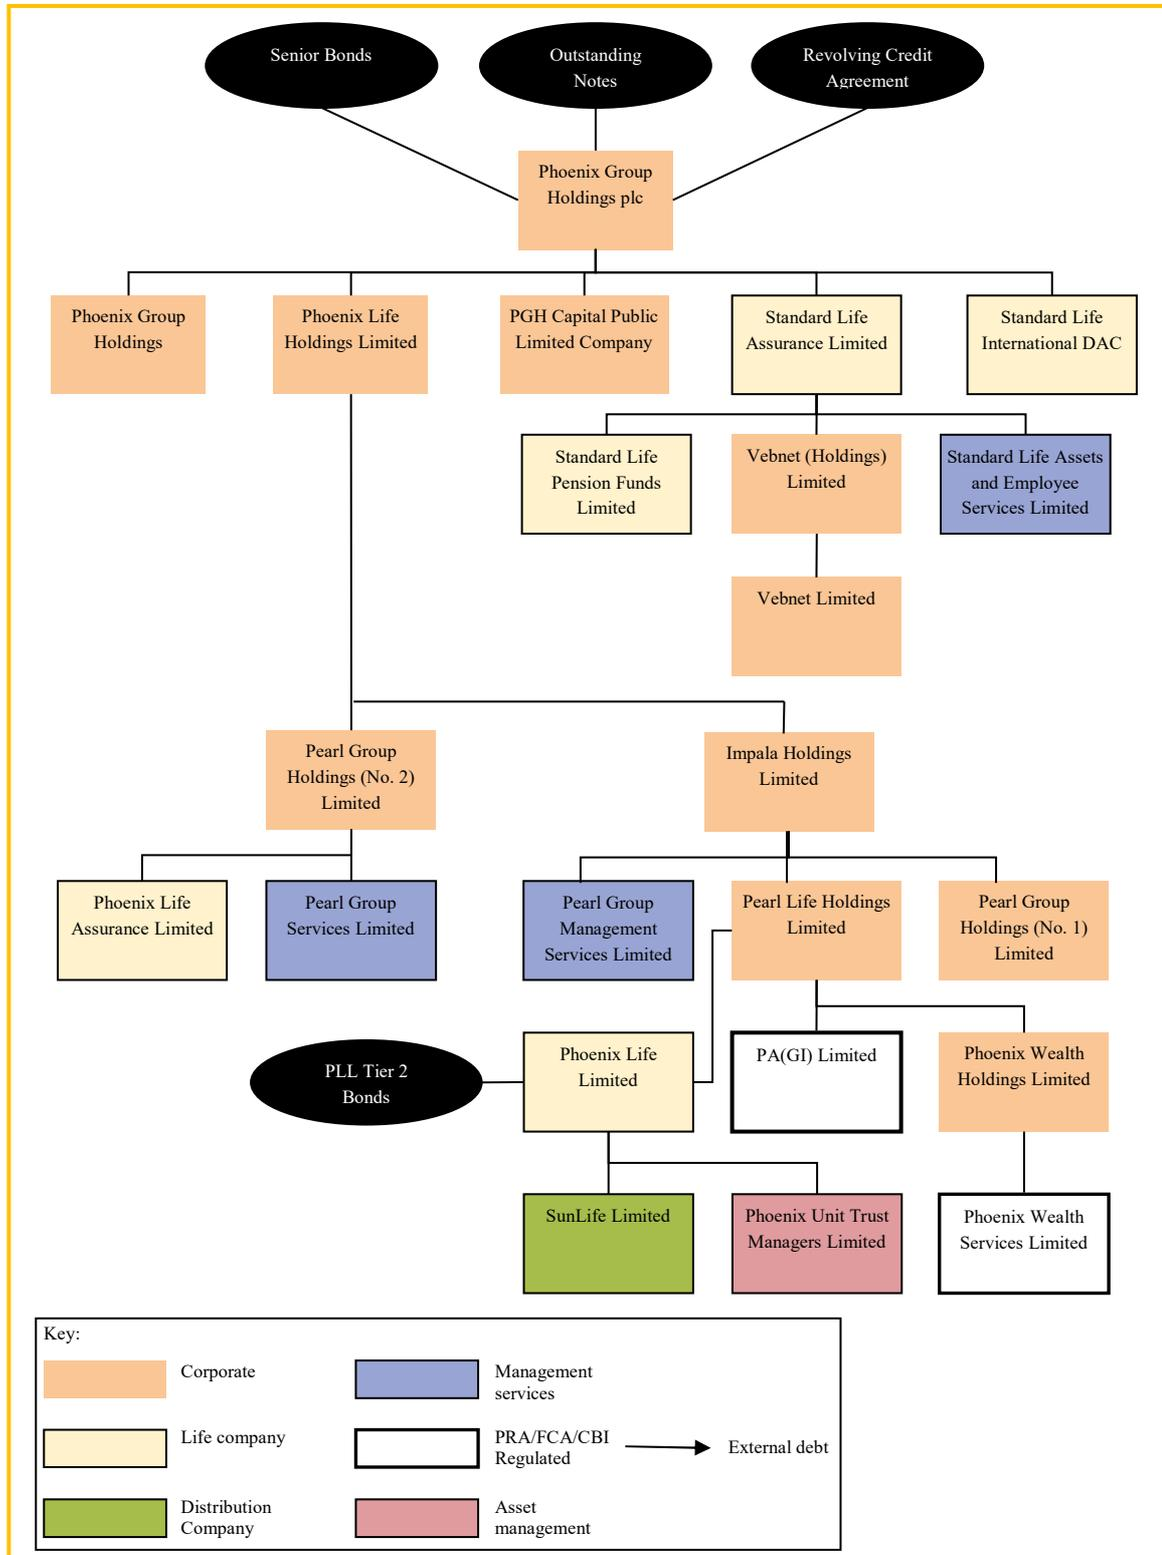 Senior Bonds
Outstanding
Notes
Revolving Credit
Agreement
Phoenix Group
Holdings plc
Phoenix Group
Holdings
Phoenix Life
Holdings Limited
PGH Capital Public
Limited Company
Standard Life
Assurance Limited
Standard Life
International DAC
Standard Life
Pension Funds
Limited
Vebnet (Holdings)
Limited
Standard Life Assets
and Employee
Services Limited
Vebnet Limited
Pearl Group
Holdings (No. 2)
Limited
Impala Holdings
Limited
Phoenix Life
Assurance Limited
Pearl Group
Services Limited
Pearl Group
Management
Services Limited
Pearl Life Holdings
Limited
Pearl Group
Holdings (No. 1)
Limited
PLL Tier 2
Bonds
Phoenix Life
Limited
PA(GI) Limited
Phoenix Wealth
Holdings Limited
SunLife Limited
Phoenix Unit Trust
Managers Limited
Phoenix Wealth
Services Limited
Key:
Corporate
Management
services
Life company
PRA/FCA/CBI
Regulated
External debt
Distribution
Company
Asset
management